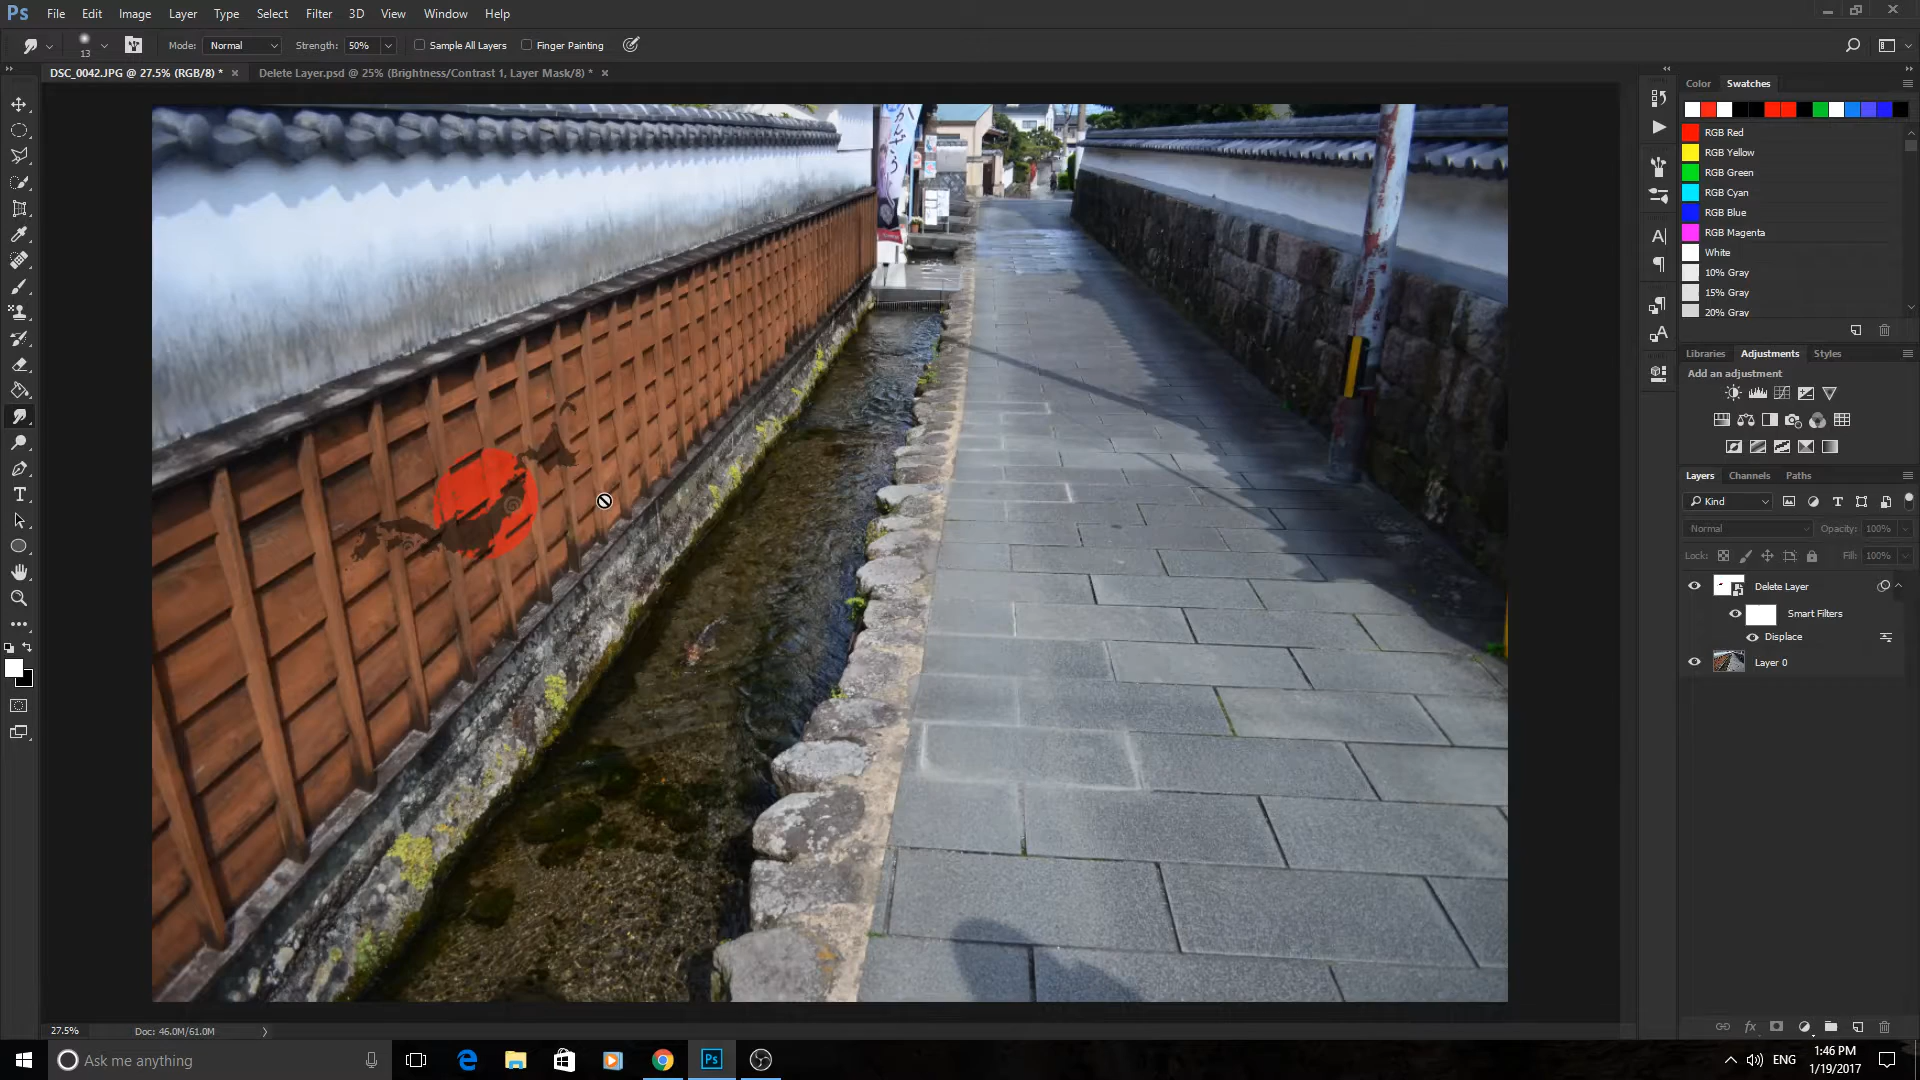 Ps File Edit Image Layer Type Select Filter 3D View Window Help
13 Mode: Normal Strength: 50% Sample All Layers Finger Painting
DSC_0042.JPG @ 27.5% (RGB/8) * × Delete Layer.psd @ 25% (Brightness/Contrast 1, Layer Mask/8) * ×
Color Swatches
RGB Red
RGB Yellow
RGB Green
RGB Cyan
RGB Blue
RGB Magenta
White
10% Gray
15% Gray
20% Gray
Libraries Adjustments Styles
Add an adjustment
Layers Channels Paths
Kind
Normal Opacity: 100%
Lock: Fill: 100%
Delete Layer
Smart Filters
Displace
Layer 0
27.5% Doc: 46.0M/61.0M
Ask me anything
Ps
ENG
1:46 PM
1/19/2017